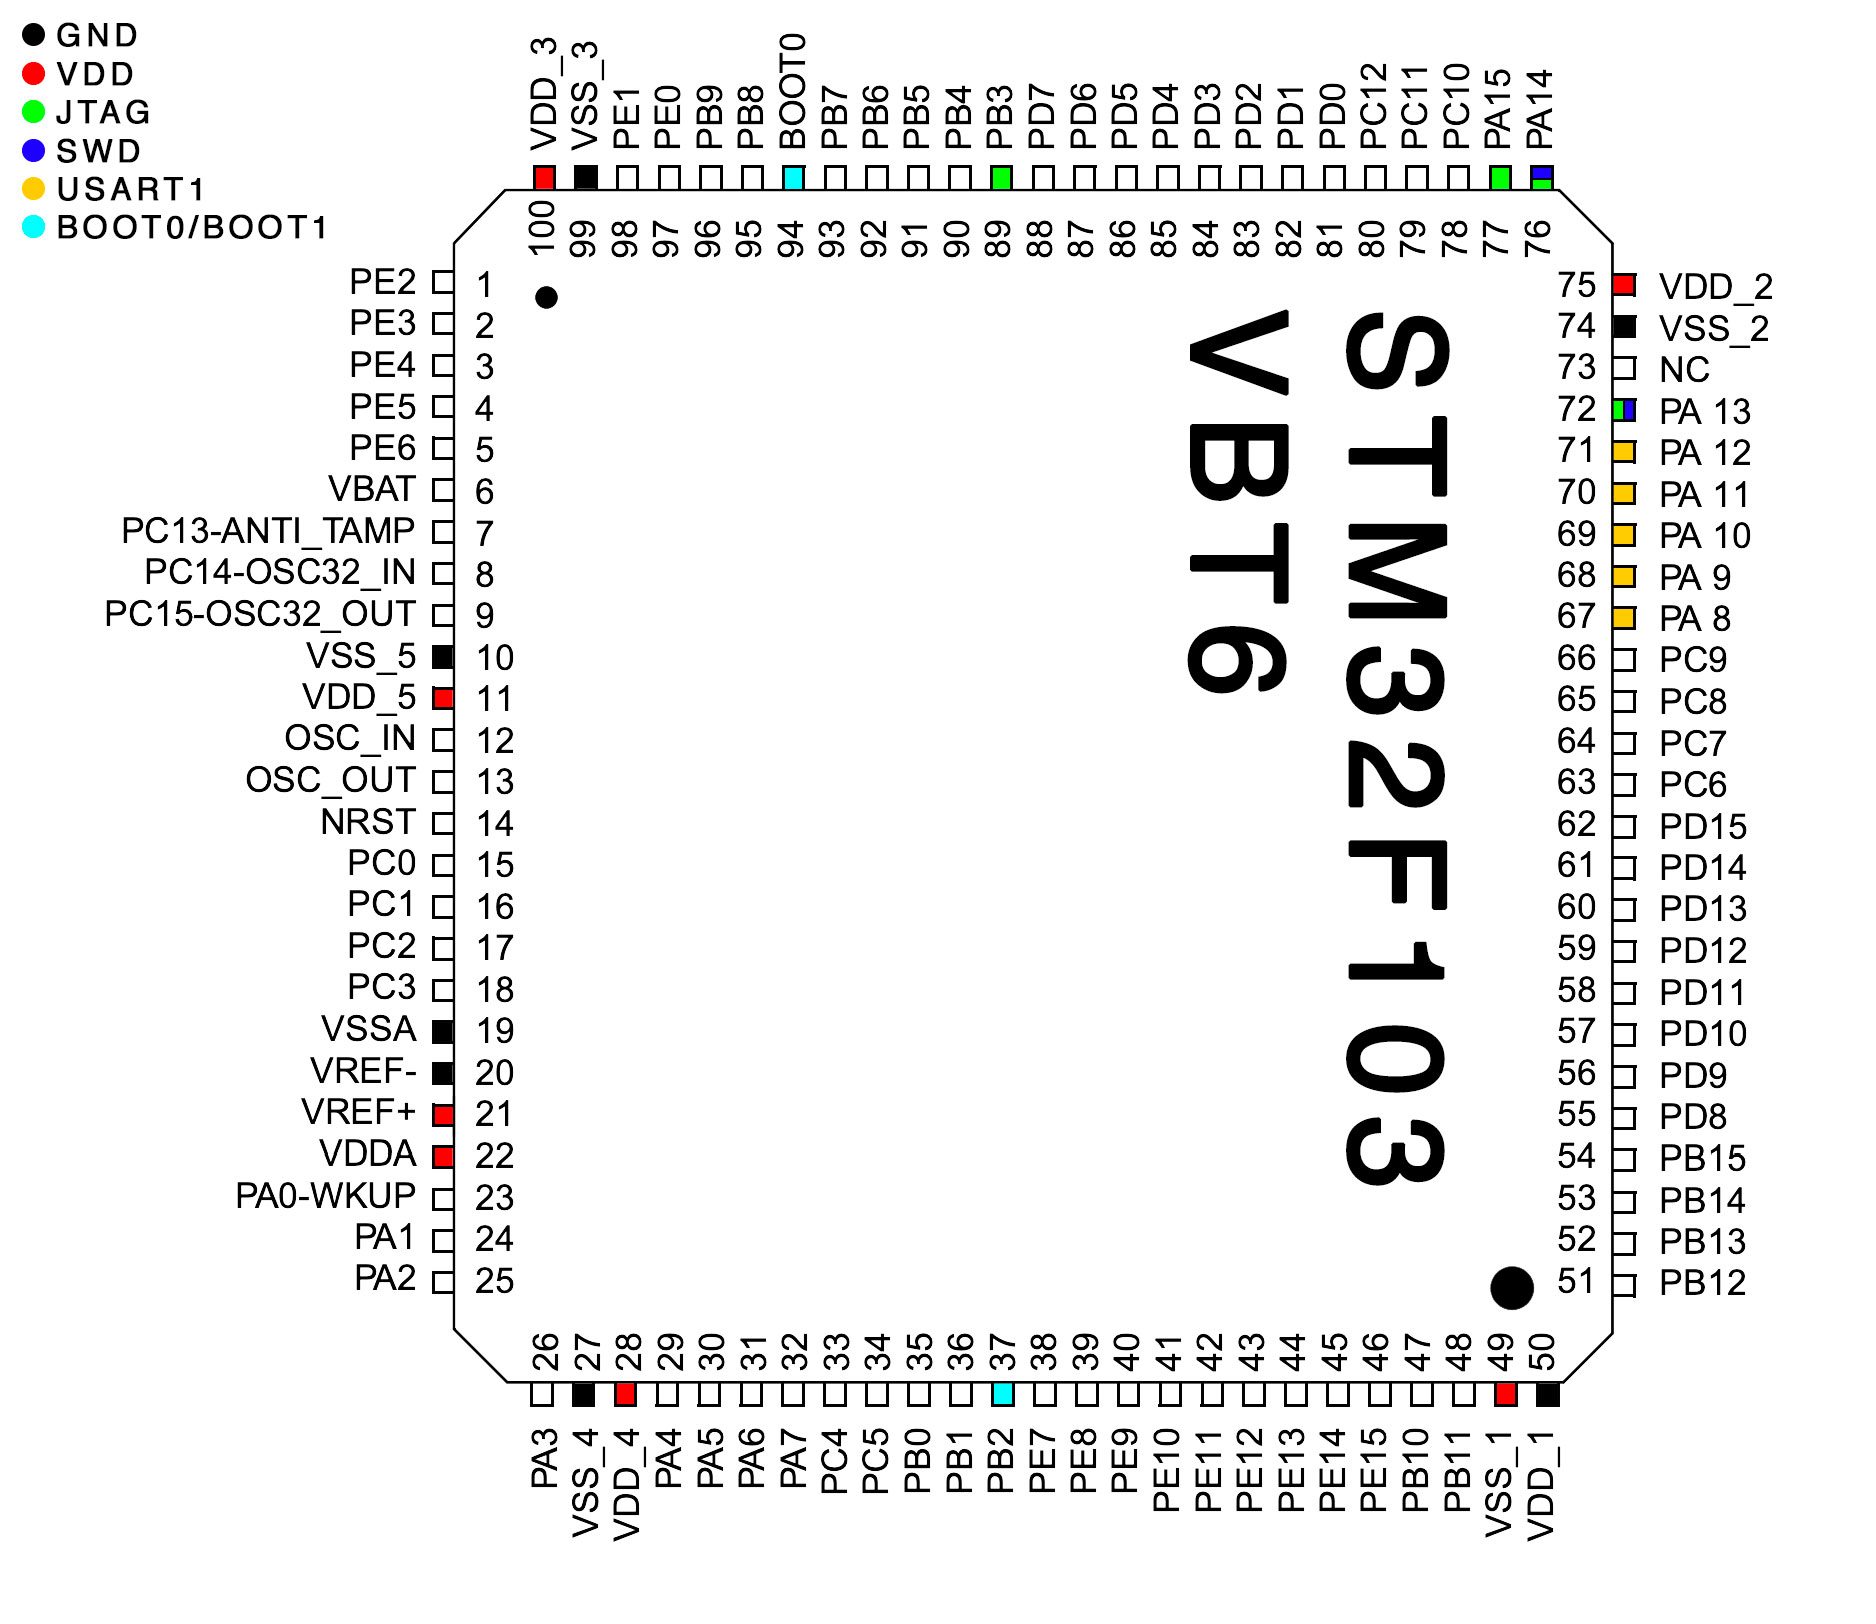 GND
VDD
JTAG
SWD
USART1
BOOT0/BOOT1
VDD_3
VSS_3
PE1
PE0
PB9
PB8
BOOT0
PB7
PB6
PB5
PB4
PB3
PD7
PD6
PD5
PD4
PD3
PD2
PD1
PD0
PC12
PC11
PC10
PA15
PA14
100
99
98
97
96
95
94
93
92
91
90
89
88
87
86
85
84
83
82
81
80
79
78
77
76
PE2 1
PE3 2
PE4 3
PE5 4
PE6 5
VBAT 6
PC13-ANTI_TAMP 7
PC14-OSC32_IN 8
PC15-OSC32_OUT 9
VSS_5 10
VDD_5 11
OSC_IN 12
OSC_OUT 13
NRST 14
PC0 15
PC1 16
PC2 17
PC3 18
VSSA 19
VREF- 20
VREF+ 21
VDDA 22
PA0-WKUP 23
PA1 24
PA2 25
STM32F103
VBT6
75 VDD_2
74 VSS_2
73 NC
72 PA 13
71 PA 12
70 PA 11
69 PA 10
68 PA 9
67 PA 8
66 PC9
65 PC8
64 PC7
63 PC6
62 PD15
61 PD14
60 PD13
59 PD12
58 PD11
57 PD10
56 PD9
55 PD8
54 PB15
53 PB14
52 PB13
51 PB12
26
27
28
29
30
31
32
33
34
35
36
37
38
39
40
41
42
43
44
45
46
47
48
49
50
PA3
VSS_4
VDD_4
PA4
PA5
PA6
PA7
PC4
PC5
PB0
PB1
PB2
PE7
PE8
PE9
PE10
PE11
PE12
PE13
PE14
PE15
PB10
PB11
VSS_1
VDD_1